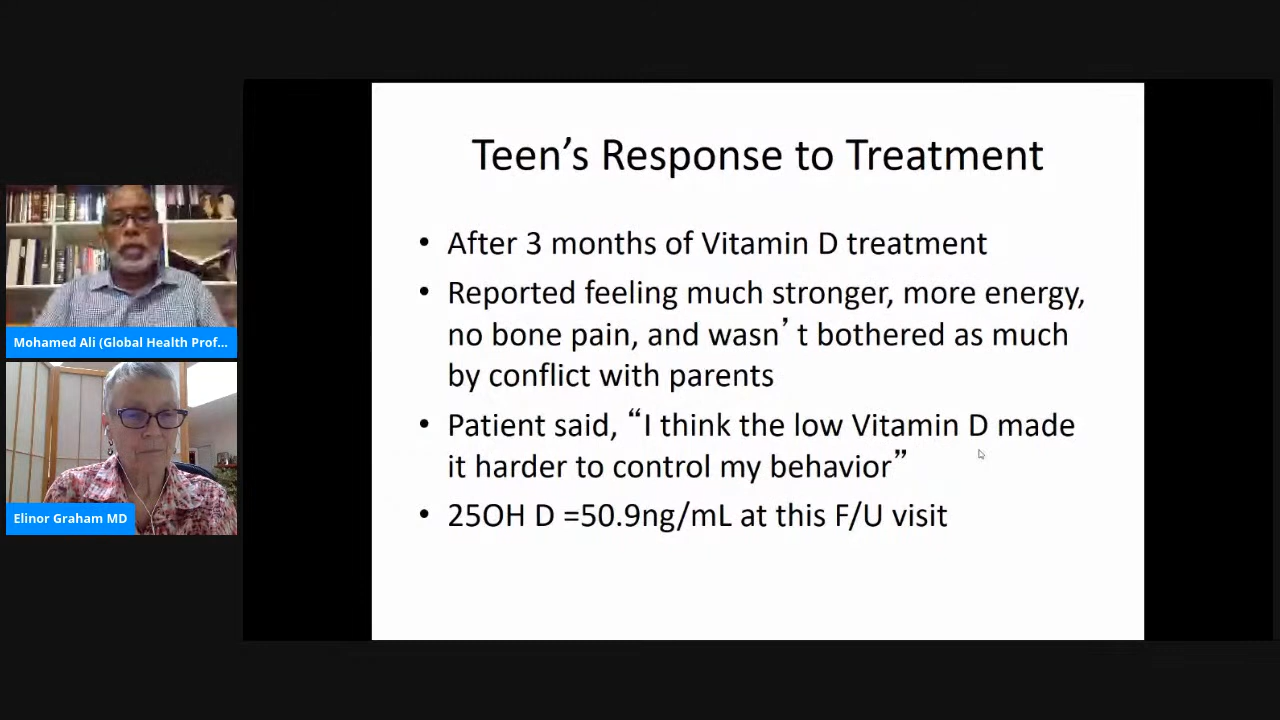 Teen’s Response to Treatment
• After 3 months of Vitamin D treatment
• Reported feeling much stronger, more energy,
no bone pain, and wasn’ t bothered as much
by conflict with parents
• Patient said, “I think the low Vitamin D made
it harder to control my behavior”
• 25OH D =50.9ng/mL at this F/U visit
Mohamed Ali (Global Health Prof...
Elinor Graham MD